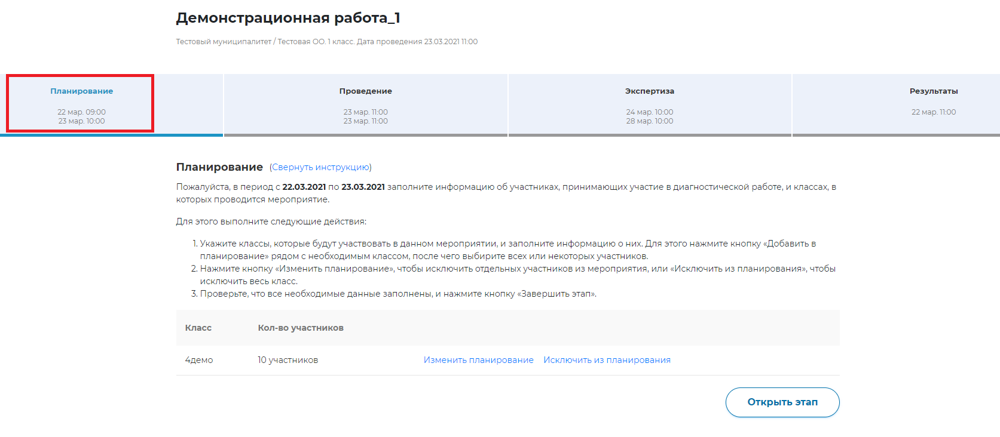 Демонстрационная работа_1
Тестовый муниципалитет / Тестовая ОО. 1 класс. Дата проведения 23.03.2021 11:00
Планирование
22 мар. 09:00
23 мар. 10:00
Проведение
23 мар. 11:00
23 мар. 11:00
Экспертиза
24 мар. 10:00
28 мар. 10:00
Результаты
22 мар. 11:00
Планирование (Свернуть инструкцию)
Пожалуйста, в период с 22.03.2021 по 23.03.2021 заполните информацию об участниках, принимающих участие в диагностической работе, и классах, в
которых проводится мероприятие.
Для этого выполните следующие действия:
1. Укажите классы, которые будут участвовать в данном мероприятии, и заполните информацию о них. Для этого нажмите кнопку «Добавить в
планирование» рядом с необходимым классом, после чего выбирите всех или некоторых участников.
2. Нажмите кнопку «Изменить планирование», чтобы исключить отдельных участников из мероприятия, или «Исключить из планирования», чтобы
исключить весь класс.
3. Проверьте, что все необходимые данные заполнены, и нажмите кнопку «Завершить этап».
Класс Кол-во участников
4демо 10 участников Изменить планирование Исключить из планирования
Открыть этап